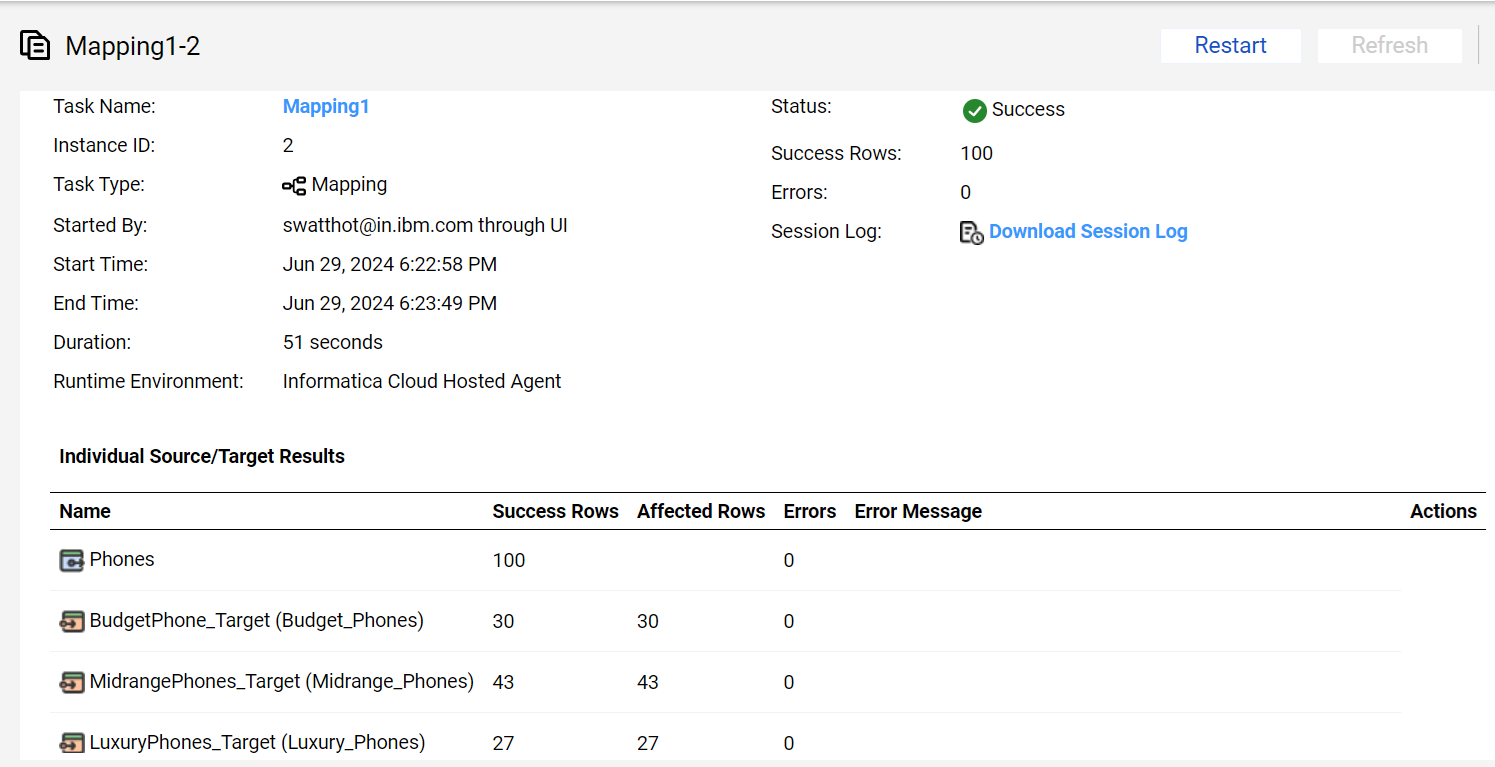 Mapping1-2
Restart
Refresh
Task Name: Mapping1
Instance ID: 2
Task Type: Mapping
Started By: swatthot@in.ibm.com through UI
Start Time: Jun 29, 2024 6:22:58 PM
End Time: Jun 29, 2024 6:23:49 PM
Duration: 51 seconds
Runtime Environment: Informatica Cloud Hosted Agent
Status: Success
Success Rows: 100
Errors: 0
Session Log: Download Session Log
Individual Source/Target Results
Name Success Rows Affected Rows Errors Error Message Actions
Phones 100 0
BudgetPhone_Target (Budget_Phones) 30 30 0
MidrangePhones_Target (Midrange_Phones) 43 43 0
LuxuryPhones_Target (Luxury_Phones) 27 27 0